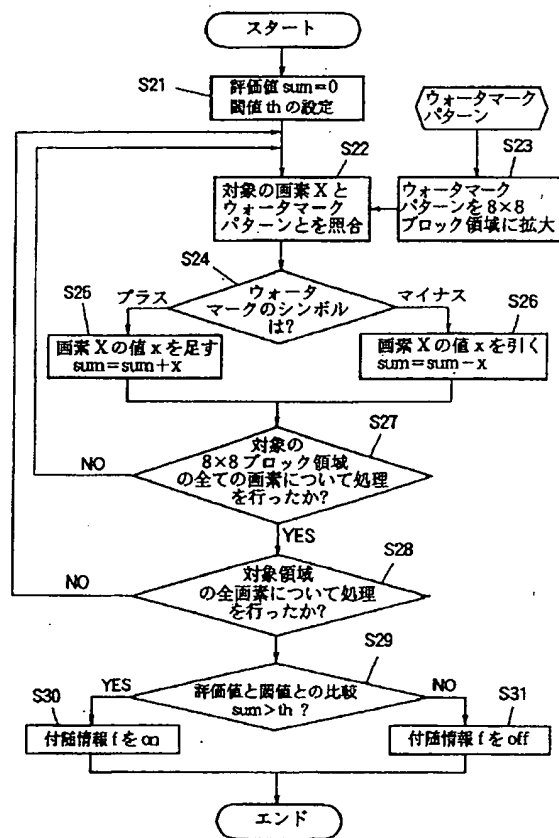 スタート
S21
評価値 sum=0
閾値 th の設定
ウォータマーク
パターン
S22
対象の画素 X と
ウォータマーク
パターンとを照合
S23
ウォータマーク
パターンを 8×8
ブロック領域に拡大
S24
ウォータ
マークのシンボル
は?
プラス
マイナス
S25
画素 X の値 x を足す
sum=sum+x
S26
画素 X の値 x を引く
sum=sum−x
S27
対象の
8×8 ブロック領域
の全ての画素について処理
を行ったか?
NO
YES
S28
対象領域
の全画素について処理
を行ったか?
NO
S29
評価値と閾値との比較
sum>th ?
YES
NO
S30
付随情報 f を on
S31
付随情報 f を off
エンド